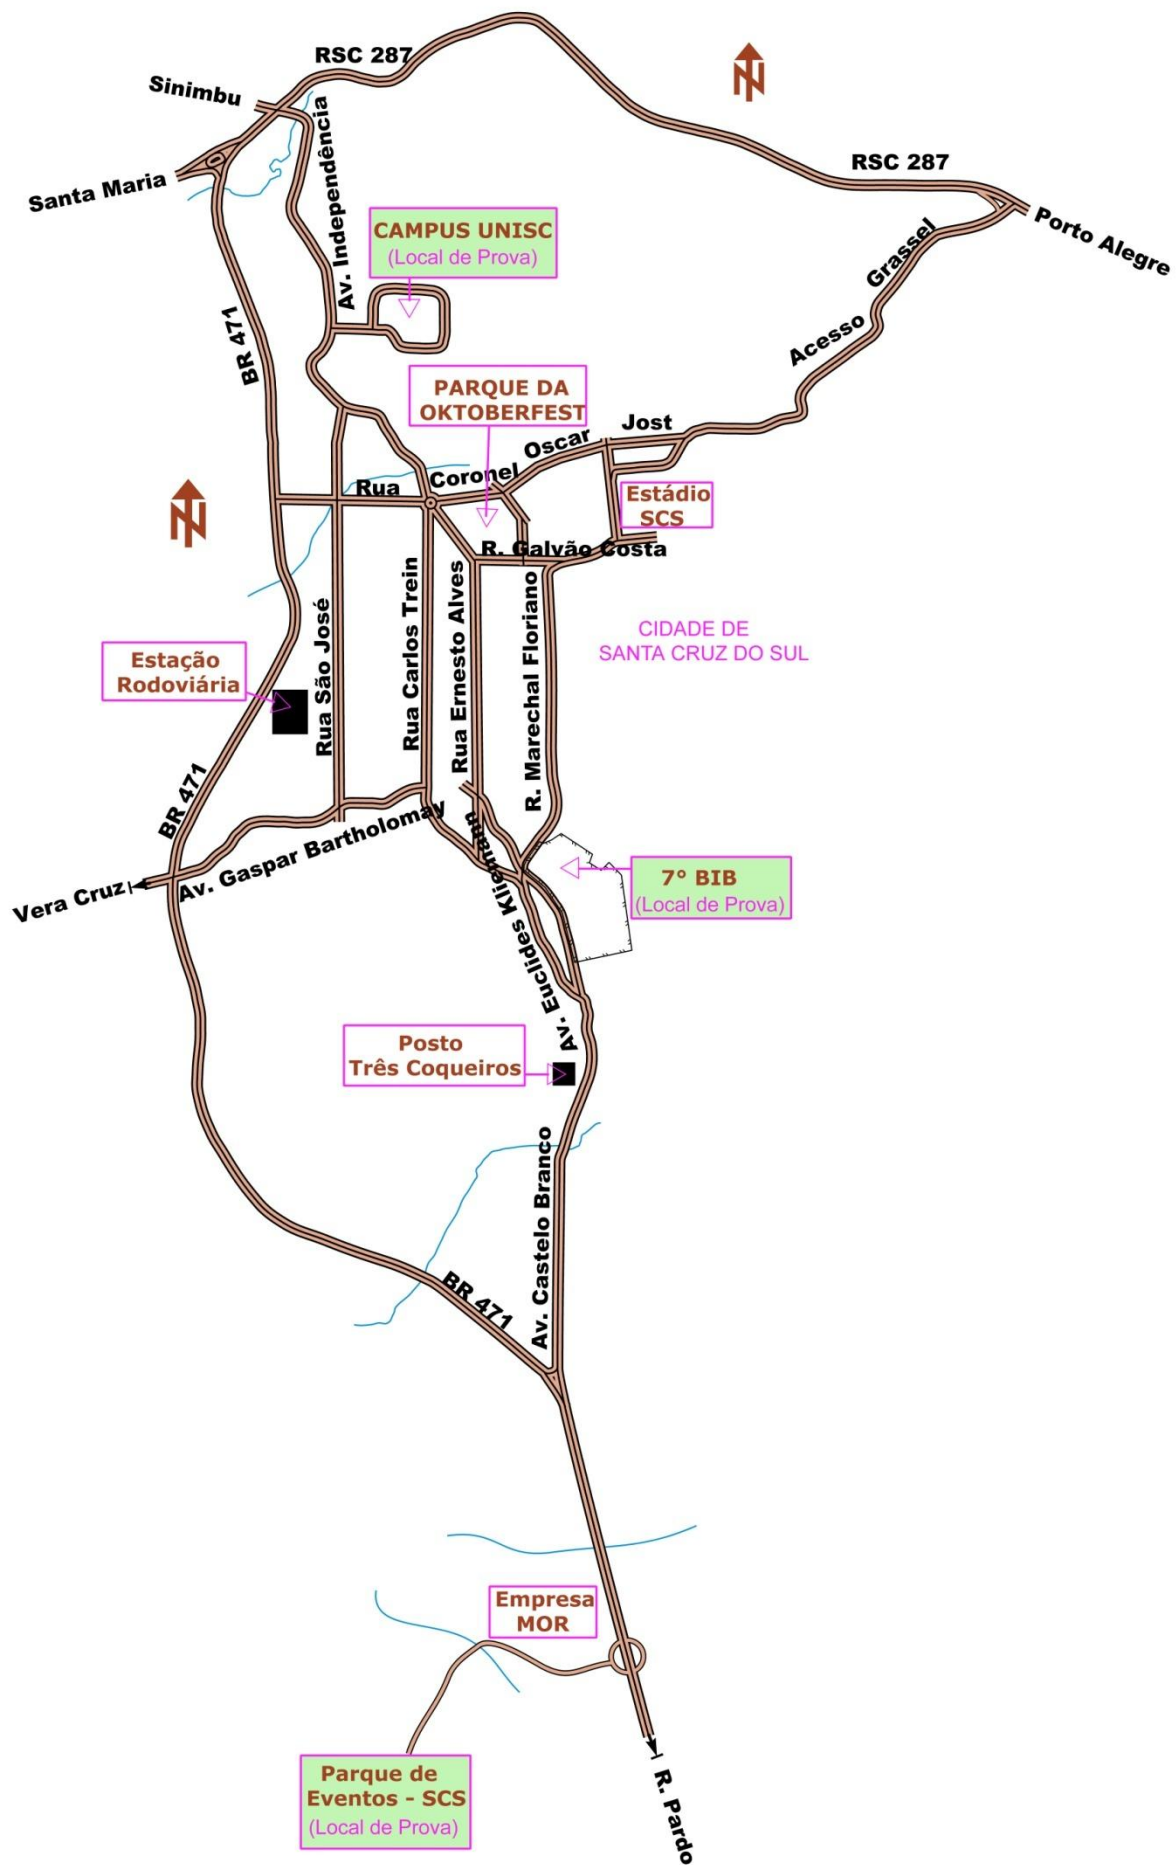 RSC 287
Sinimbu
Santa Maria
Av. Independência
RSC 287
Porto Alegre
CAMPUS UNISC
(Local de Prova)
Acesso Grassel
BR 471
PARQUE DA
OKTOBERFEST
Rua Coronel Oscar Jost
Estádio
SCS
R. Galvão Costa
Rua São José
Rua Carlos Trein
Rua Ernesto Alves
R. Marechal Floriano
CIDADE DE
SANTA CRUZ DO SUL
Estação
Rodoviária
BR 471
Av. Gaspar Bartholomay
Vera Cruz
Av. Euclides Kliemann
7° BIB
(Local de Prova)
Posto
Três Coqueiros
Av. Castelo Branco
BR 471
Empresa
MOR
Parque de
Eventos - SCS
(Local de Prova)
R. Pardo
N
N